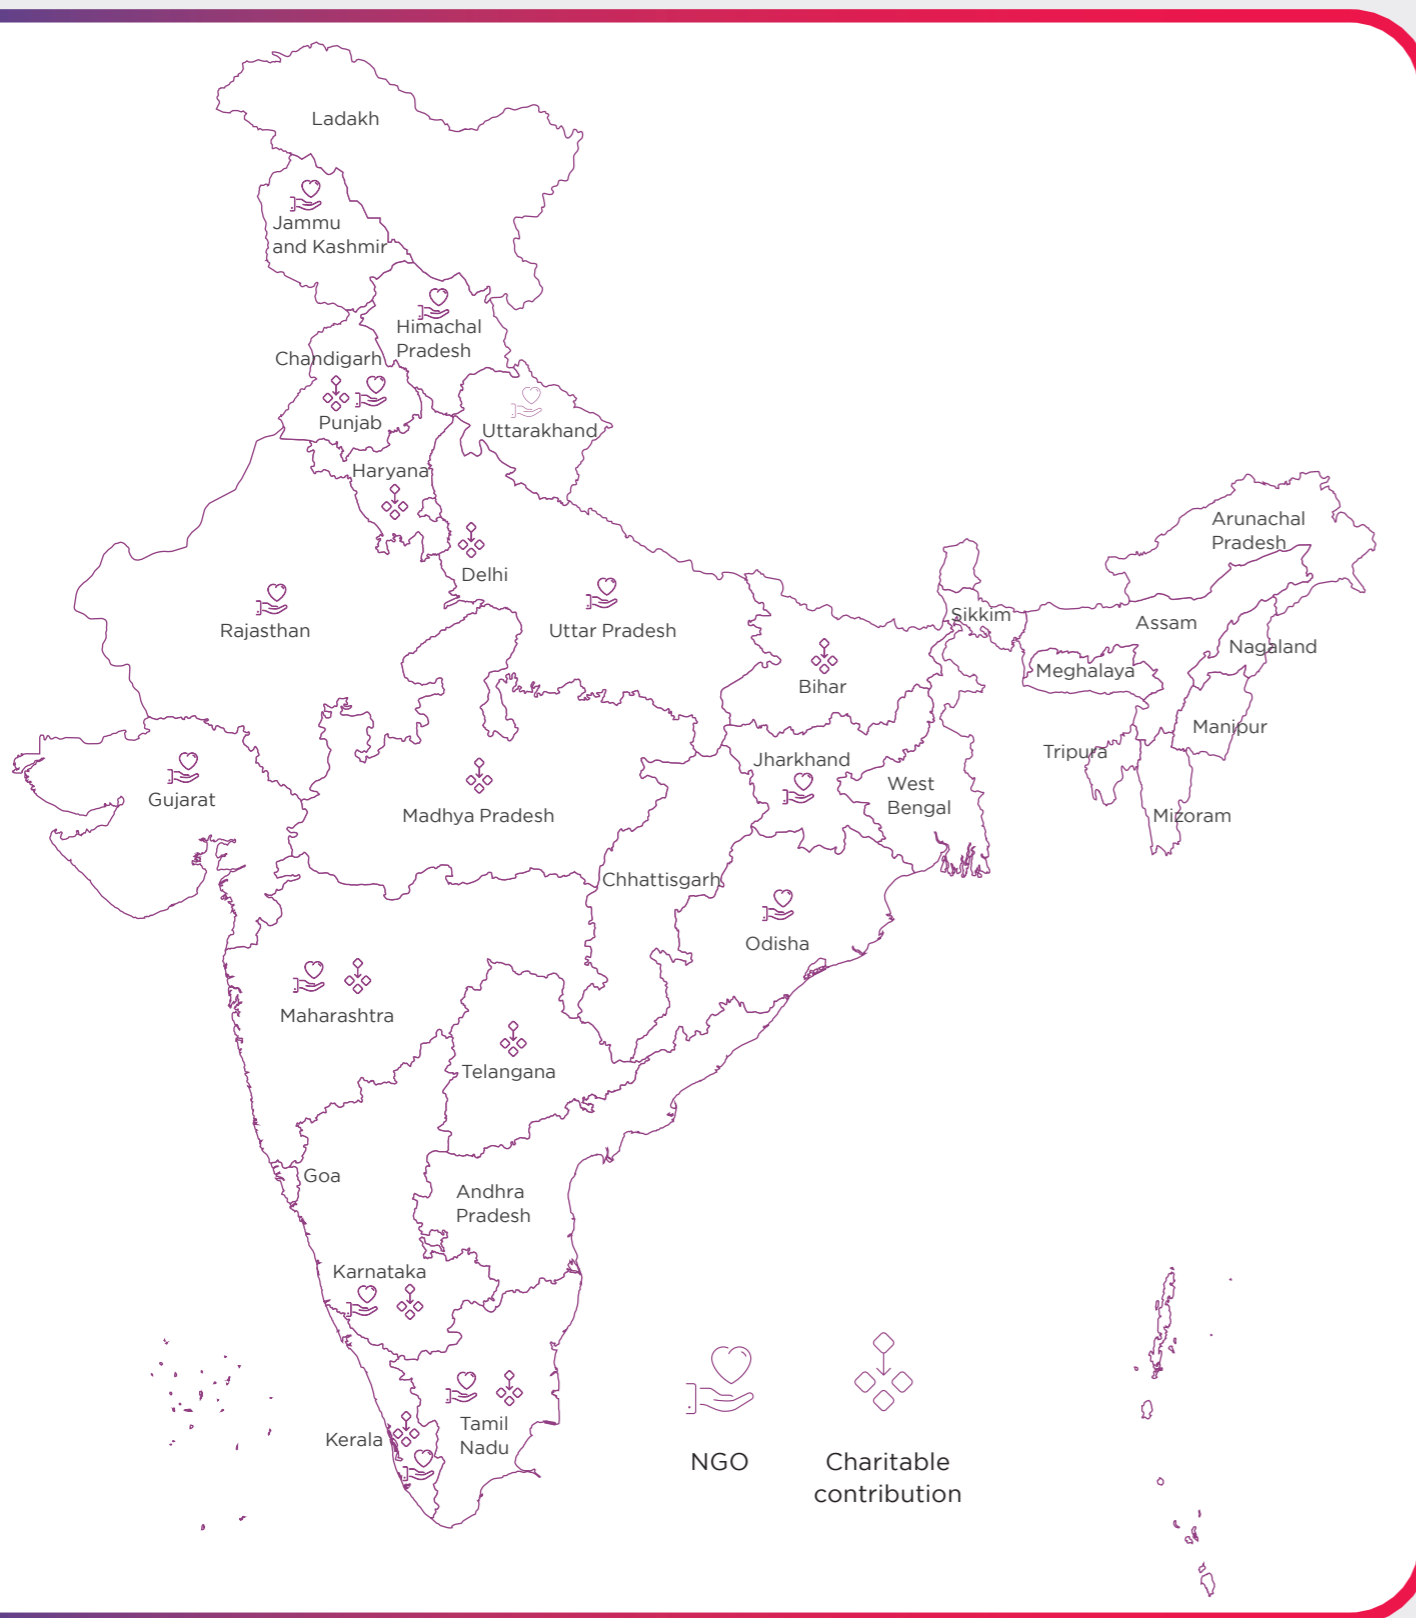 Ladakh
Jammu
and Kashmir
Himachal
Pradesh
Chandigarh
Punjab
Uttarakhand
Haryana
Delhi
Rajasthan
Uttar Pradesh
Arunachal
Pradesh
Sikkim
Assam
Nagaland
Meghalaya
Bihar
Manipur
Tripura
Jharkhand
West
Bengal
Gujarat
Madhya Pradesh
Mizoram
Chhattisgarh
Odisha
Maharashtra
Telangana
Goa
Andhra
Pradesh
Karnataka
Kerala
Tamil
Nadu
NGO
Charitable
contribution